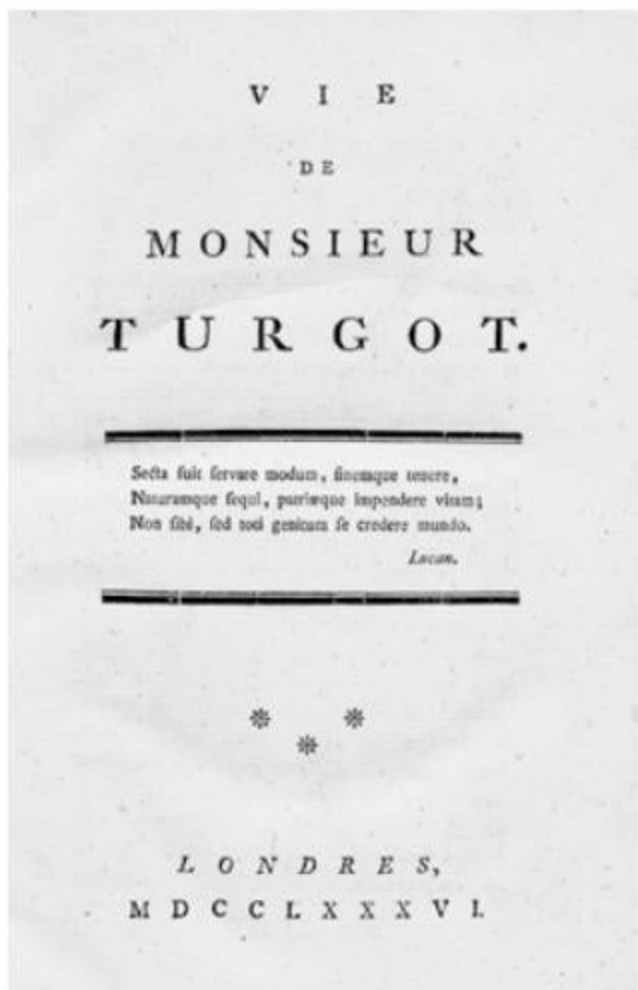 VIE
DE
MONSIEUR
TURGOT.
Secta fuit ſervare modum, finemque tenere,
Naturamque ſequi, patriæque impendere vitam;
Non ſibi, ſed toti genitum ſe credere mundo.
Lucan.
LONDRES,
MDCCLXXXVI.